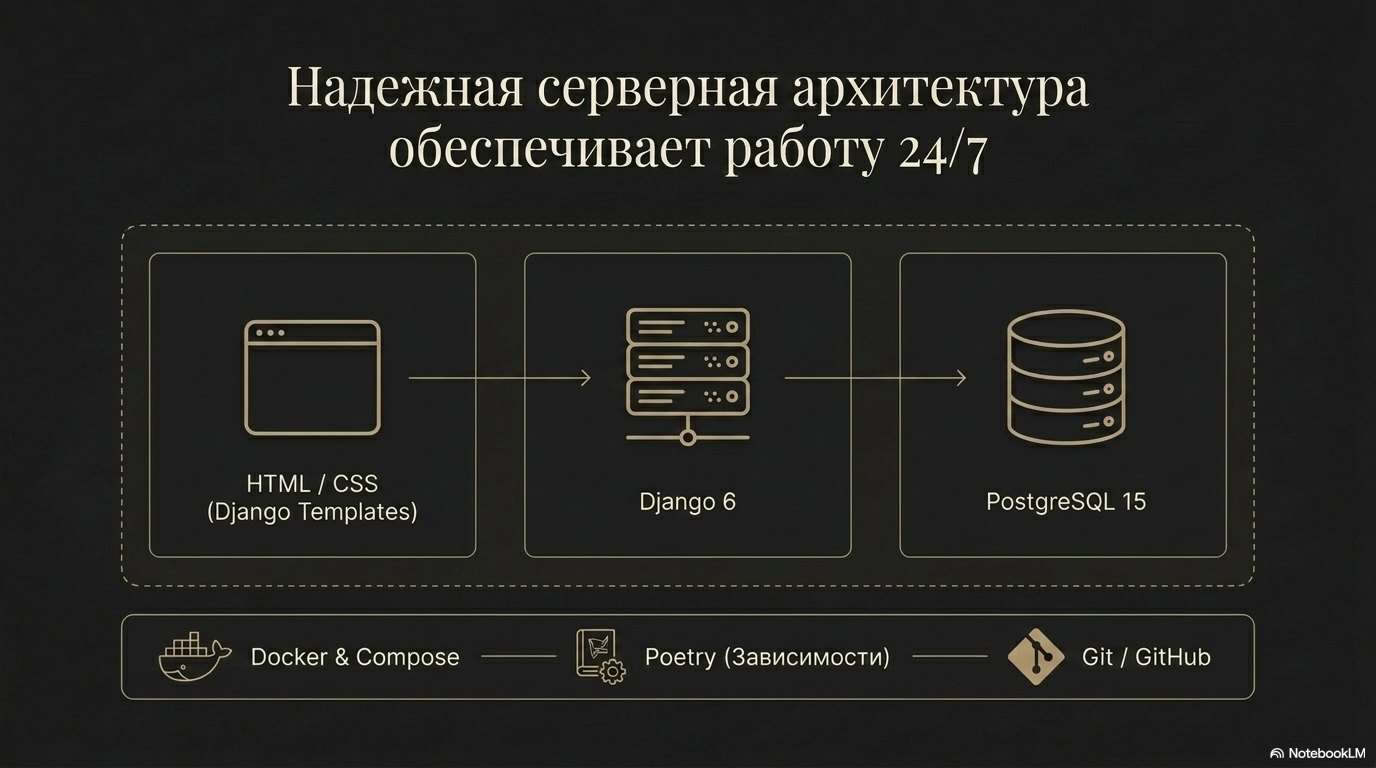 Надежная серверная архитектура
обеспечивает работу 24/7
HTML / CSS
(Django Templates)
Django 6
PostgreSQL 15
Docker & Compose
Poetry (Зависимости)
Git / GitHub
NotebookLM